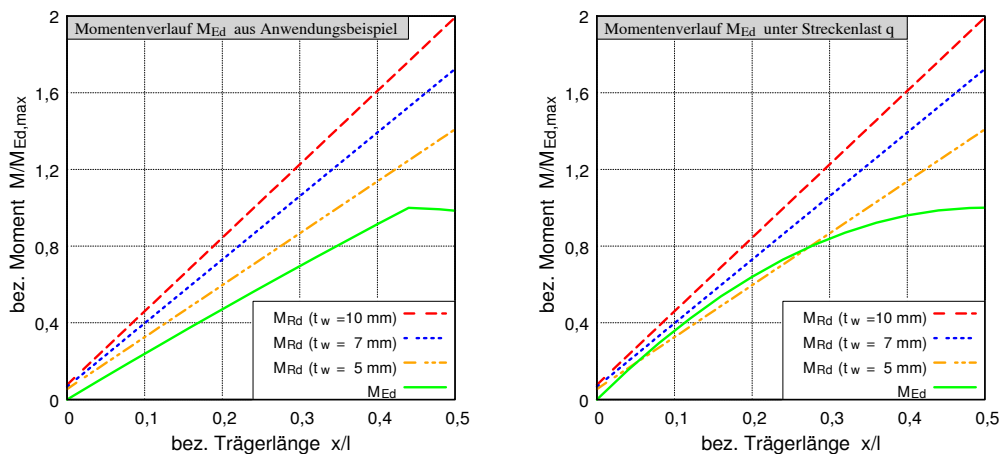 Momentenverlauf MEd aus Anwendungsbeispiel
bez. Moment M/MEd,max
2
1,6
1,2
0,8
0,4
0
MRd (tw =10 mm)
MRd (tw = 7 mm)
MRd (tw = 5 mm)
MEd
0 0,1 0,2 0,3 0,4 0,5
bez. Trägerlänge x/l
Momentenverlauf MEd unter Streckenlast q
bez. Moment M/MEd,max
2
1,6
1,2
0,8
0,4
0
MRd (tw =10 mm)
MRd (tw = 7 mm)
MRd (tw = 5 mm)
MEd
0 0,1 0,2 0,3 0,4 0,5
bez. Trägerlänge x/l